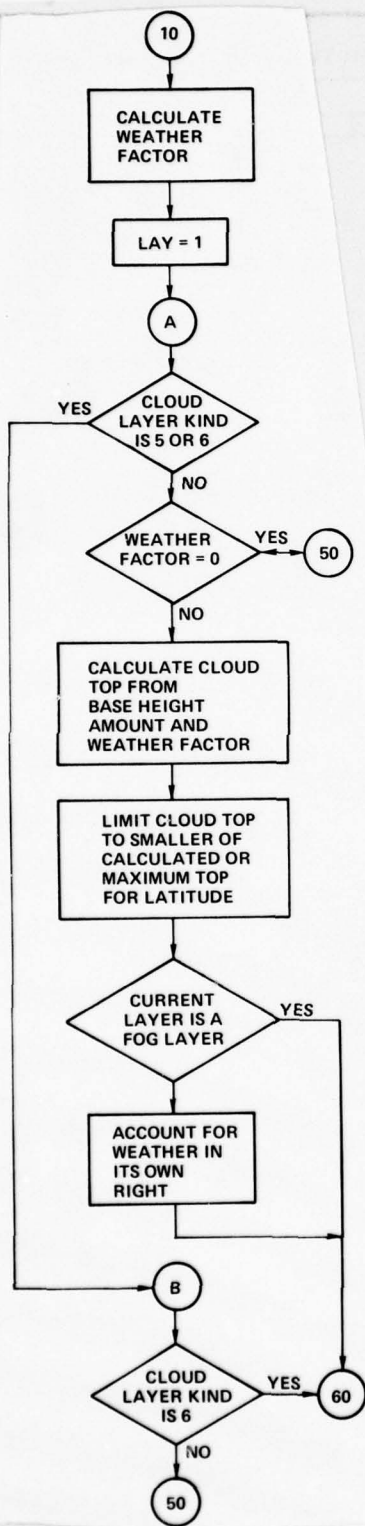 10
CALCULATE
WEATHER
FACTOR
LAY = 1
A
YES
CLOUD
LAYER KIND
IS 5 OR 6
NO
WEATHER
FACTOR = 0
YES
50
NO
CALCULATE CLOUD
TOP FROM
BASE HEIGHT
AMOUNT AND
WEATHER FACTOR
LIMIT CLOUD TOP
TO SMALLER OF
CALCULATED OR
MAXIMUM TOP
FOR LATITUDE
CURRENT
LAYER IS A
FOG LAYER
YES
ACCOUNT FOR
WEATHER IN
ITS OWN
RIGHT
B
CLOUD
LAYER KIND
IS 6
YES
60
NO
50